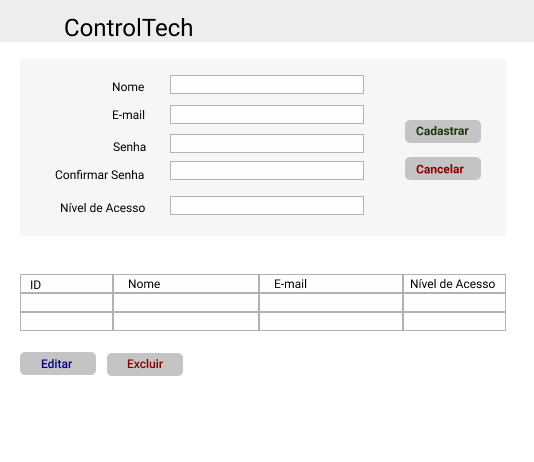 ControlTech
Nome
E-mail
Senha
Confirmar Senha
Nível de Acesso
Cadastrar
Cancelar
ID Nome E-mail Nível de Acesso
Editar Excluir